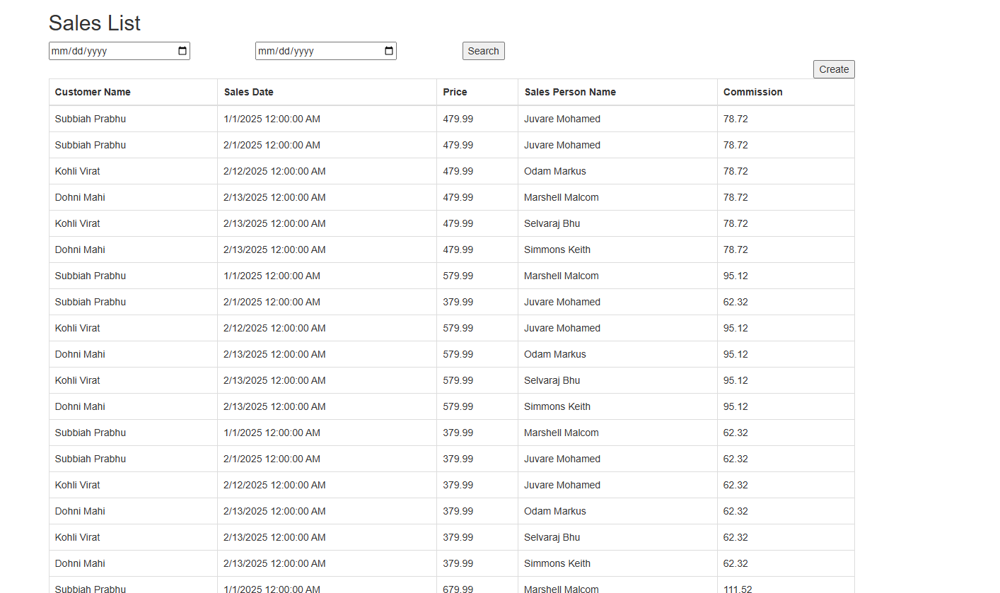 Sales List
mm/dd/yyyy mm/dd/yyyy Search
Create
Customer Name Sales Date Price Sales Person Name Commission
Subbiah Prabhu 1/1/2025 12:00:00 AM 479.99 Juvare Mohamed 78.72
Subbiah Prabhu 2/1/2025 12:00:00 AM 479.99 Juvare Mohamed 78.72
Kohli Virat 2/12/2025 12:00:00 AM 479.99 Odam Markus 78.72
Dohni Mahi 2/13/2025 12:00:00 AM 479.99 Marshell Malcom 78.72
Kohli Virat 2/13/2025 12:00:00 AM 479.99 Selvaraj Bhu 78.72
Dohni Mahi 2/13/2025 12:00:00 AM 479.99 Simmons Keith 78.72
Subbiah Prabhu 1/1/2025 12:00:00 AM 579.99 Marshell Malcom 95.12
Subbiah Prabhu 2/1/2025 12:00:00 AM 379.99 Juvare Mohamed 62.32
Kohli Virat 2/12/2025 12:00:00 AM 579.99 Juvare Mohamed 95.12
Dohni Mahi 2/13/2025 12:00:00 AM 579.99 Odam Markus 95.12
Kohli Virat 2/13/2025 12:00:00 AM 579.99 Selvaraj Bhu 95.12
Dohni Mahi 2/13/2025 12:00:00 AM 579.99 Simmons Keith 95.12
Subbiah Prabhu 1/1/2025 12:00:00 AM 379.99 Marshell Malcom 62.32
Subbiah Prabhu 2/1/2025 12:00:00 AM 379.99 Juvare Mohamed 62.32
Kohli Virat 2/12/2025 12:00:00 AM 379.99 Juvare Mohamed 62.32
Dohni Mahi 2/13/2025 12:00:00 AM 379.99 Odam Markus 62.32
Kohli Virat 2/13/2025 12:00:00 AM 379.99 Selvaraj Bhu 62.32
Dohni Mahi 2/13/2025 12:00:00 AM 379.99 Simmons Keith 62.32
Subbiah Prabhu 1/1/2025 12:00:00 AM 679.99 Marshell Malcom 111.52